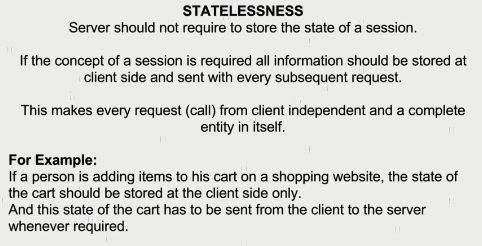 STATELESSNESS
Server should not require to store the state of a session.
If the concept of a session is required all information should be stored at
client side and sent with every subsequent request.
This makes every request (call) from client independent and a complete
entity in itself.
For Example:
If a person is adding items to his cart on a shopping website, the state of
the cart should be stored at the client side only.
And this state of the cart has to be sent from the client to the server
whenever required.